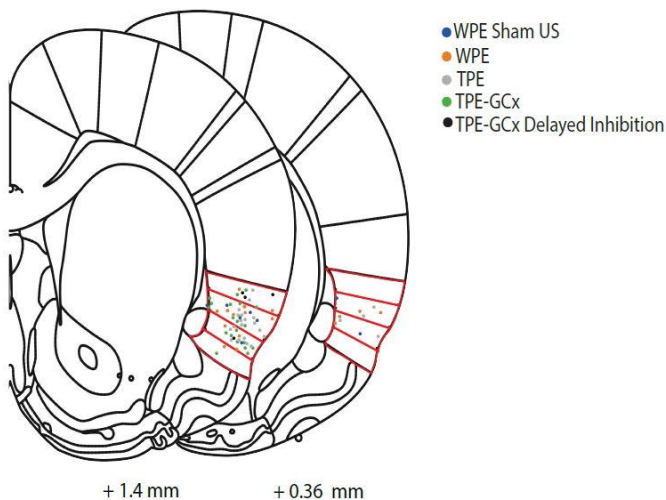 WPE Sham US
WPE
TPE
TPE-GCx
TPE-GCx Delayed Inhibition
+ 1.4 mm
+ 0.36 mm